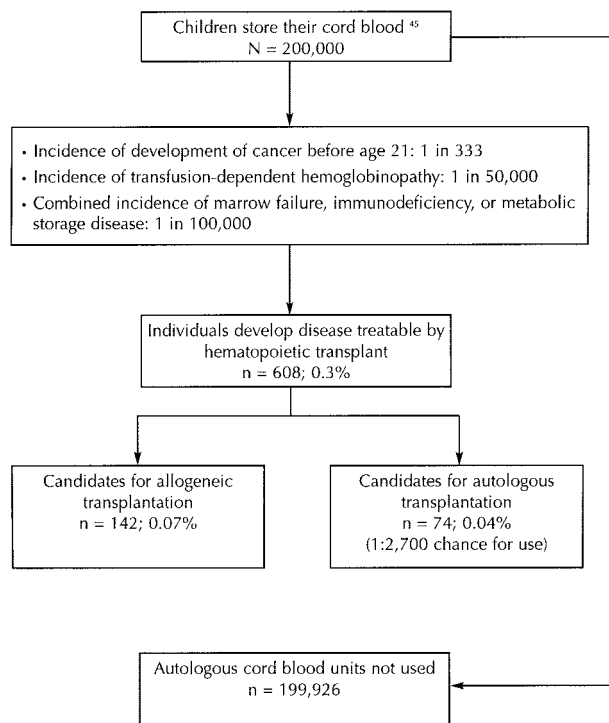 Children store their cord blood 45
N = 200,000
• Incidence of development of cancer before age 21: 1 in 333
• Incidence of transfusion-dependent hemoglobinopathy: 1 in 50,000
• Combined incidence of marrow failure, immunodeficiency, or metabolic
storage disease: 1 in 100,000
Individuals develop disease treatable by
hematopoietic transplant
n = 608; 0.3%
Candidates for allogeneic
transplantation
n = 142; 0.07%
Candidates for autologous
transplantation
n = 74; 0.04%
(1:2,700 chance for use)
Autologous cord blood units not used
n = 199,926